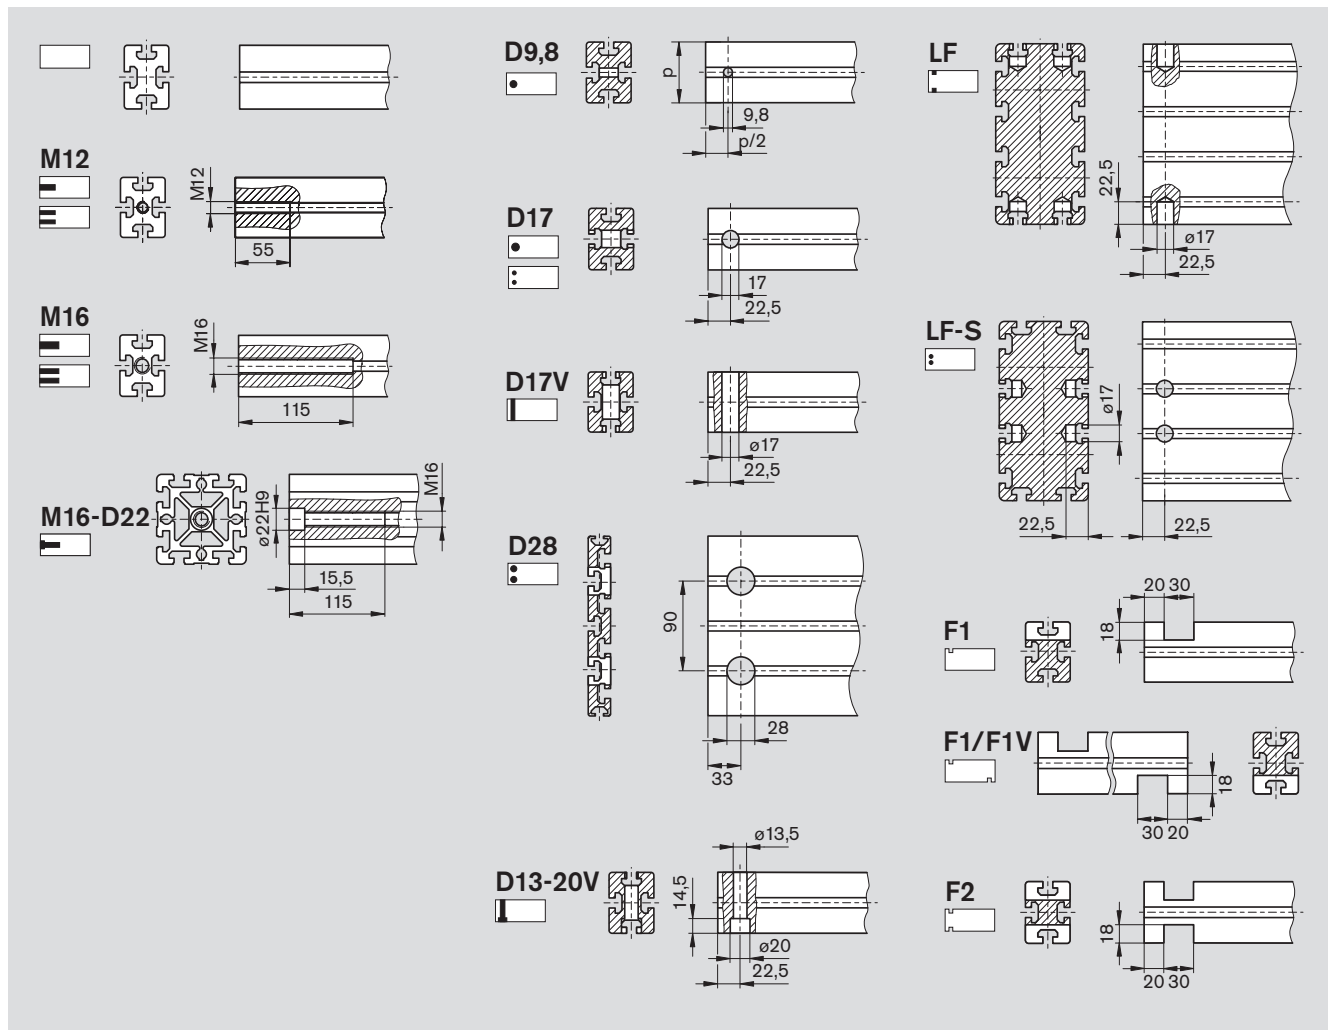 M12
M12
55
M16
M16
115
M16-D22
ø22H9
M16
15,5
115
D9,8
p
9,8
p/2
D17
17
22,5
D17V
ø17
22,5
D28
90
28
33
D13-20V
ø13,5
14,5
ø20
22,5
LF
22,5
ø17
22,5
LF-S
ø17
22,5
22,5
F1
20 30
18
F1/F1V
18
30 20
F2
18
20 30